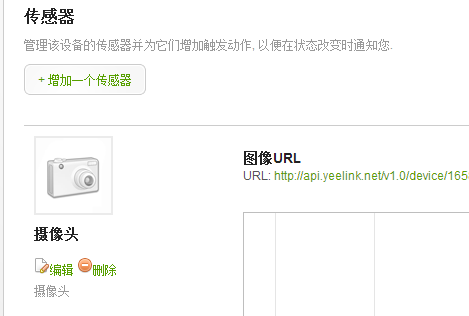 传感器
管理该设备的传感器并为它们增加触发动作, 以便在状态改变时通知您.
+ 增加一个传感器
图像URL
URL: http://api.yeelink.net/v1.0/device/165
摄像头
编辑 删除
摄像头